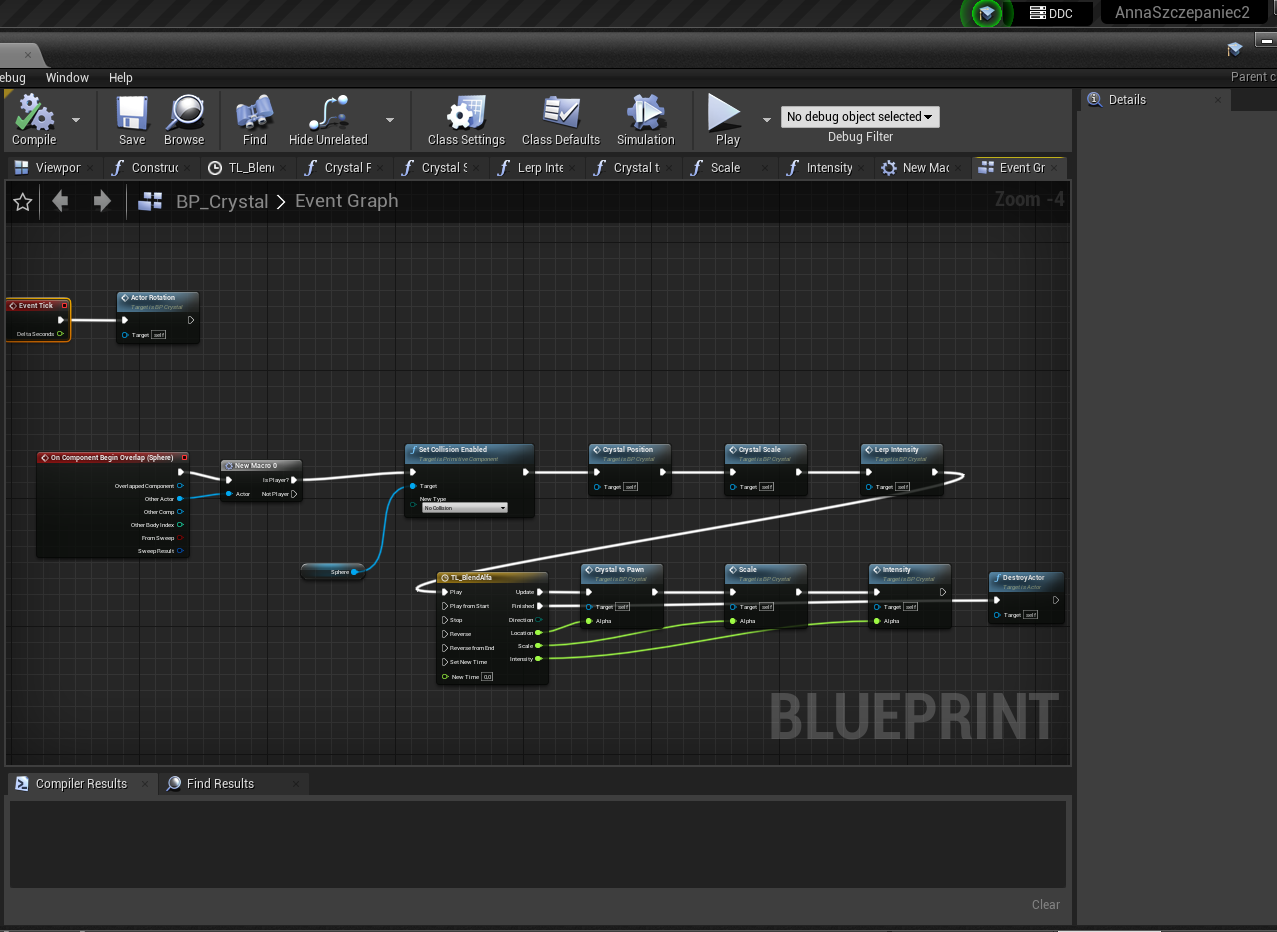 DDC
AnnaSzczepaniec2
ebug Window Help
Parent c
Compile Save Browse Find Hide Unrelated Class Settings Class Defaults Simulation Play
No debug object selected
Debug Filter
Details
Viewpor Construc TL_Blen Crystal F Crystal S Lerp Inte Crystal t Scale Intensity New Mac Event Gr
BP_Crystal > Event Graph
Zoom -4
Event Tick
Delta Seconds
Actor Rotation
Target is BP Crystal
Target self
On Component Begin Overlap (Sphere)
Overlapped Component
Other Actor
Other Comp
Other Body Index
From Sweep
Sweep Result
New Macro 0
Is Player?
Actor Not Player
Set Collision Enabled
Target is Primitive Component
Target
New Type
No Collision
Sphere
Crystal Position
Target is BP Crystal
Target self
Crystal Scale
Target is BP Crystal
Target self
Lerp Intensity
Target is BP Crystal
Target self
TL_BlendAlfa
Play Update
Play from Start Finished
Stop Direction
Reverse Location
Reverse from End Scale
Set New Time Intensity
New Time 0,0
Crystal to Pawn
Target is BP Crystal
Target self
Alpha
Scale
Target is BP Crystal
Target self
Alpha
Intensity
Target is BP Crystal
Target self
Alpha
DestroyActor
Target is Actor
Target self
BLUEPRINT
Compiler Results Find Results
Clear